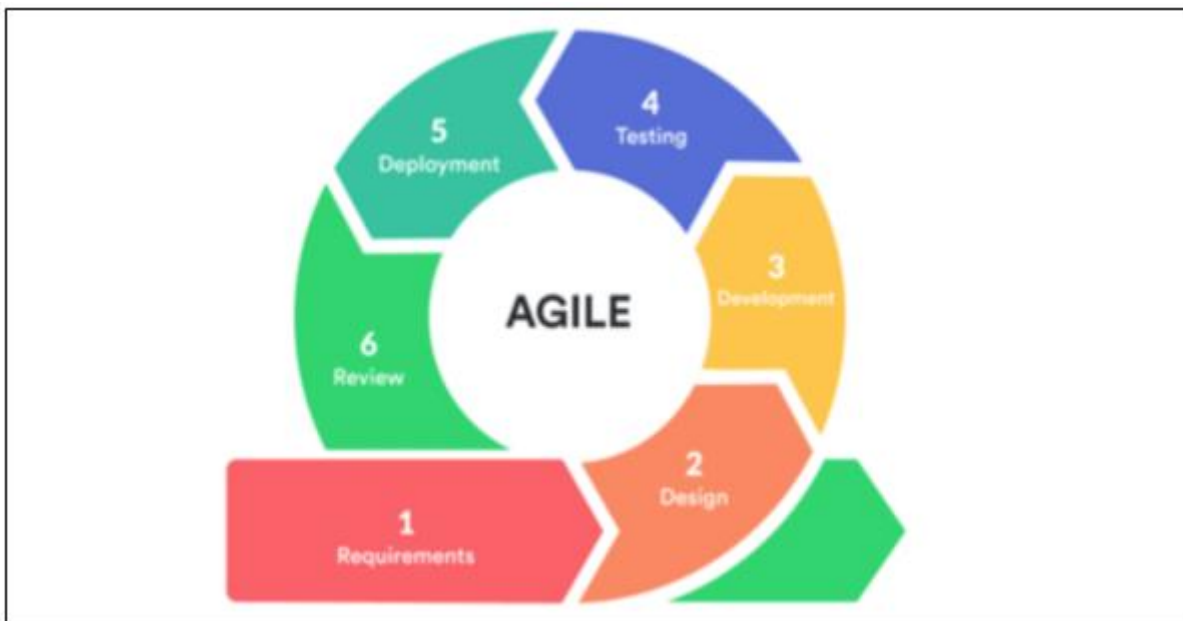 1
Requirements
2
Design
3
Development
4
Testing
5
Deployment
6
Review
AGILE